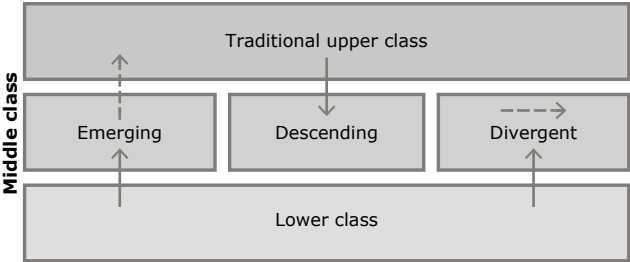 Traditional upper class
Middle class
Emerging
Descending
Divergent
Lower class